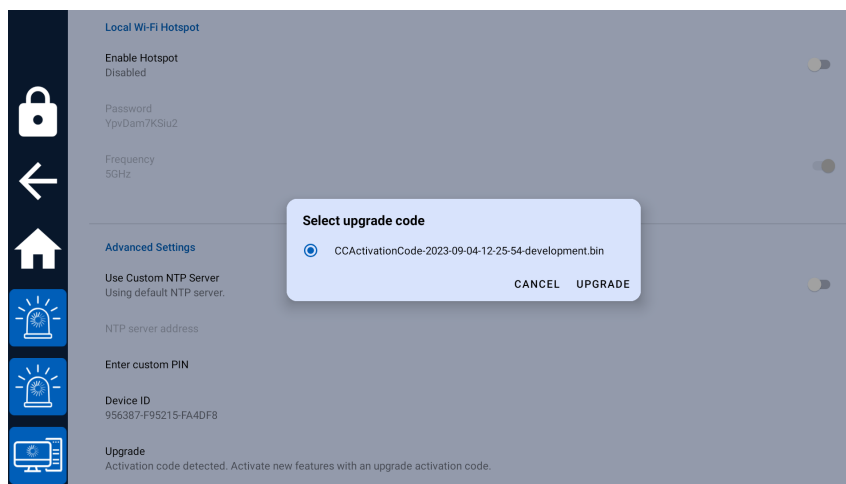 Local Wi-Fi Hotspot
Enable Hotspot
Disabled
Password
YpvDam7KSiu2
Frequency
5GHz
Select upgrade code
CCActivationCode-2023-09-04-12-25-54-development.bin
CANCEL UPGRADE
Advanced Settings
Use Custom NTP Server
Using default NTP server.
NTP server address
Enter custom PIN
Device ID
956387-F95215-FA4DF8
Upgrade
Activation code detected. Activate new features with an upgrade activation code.